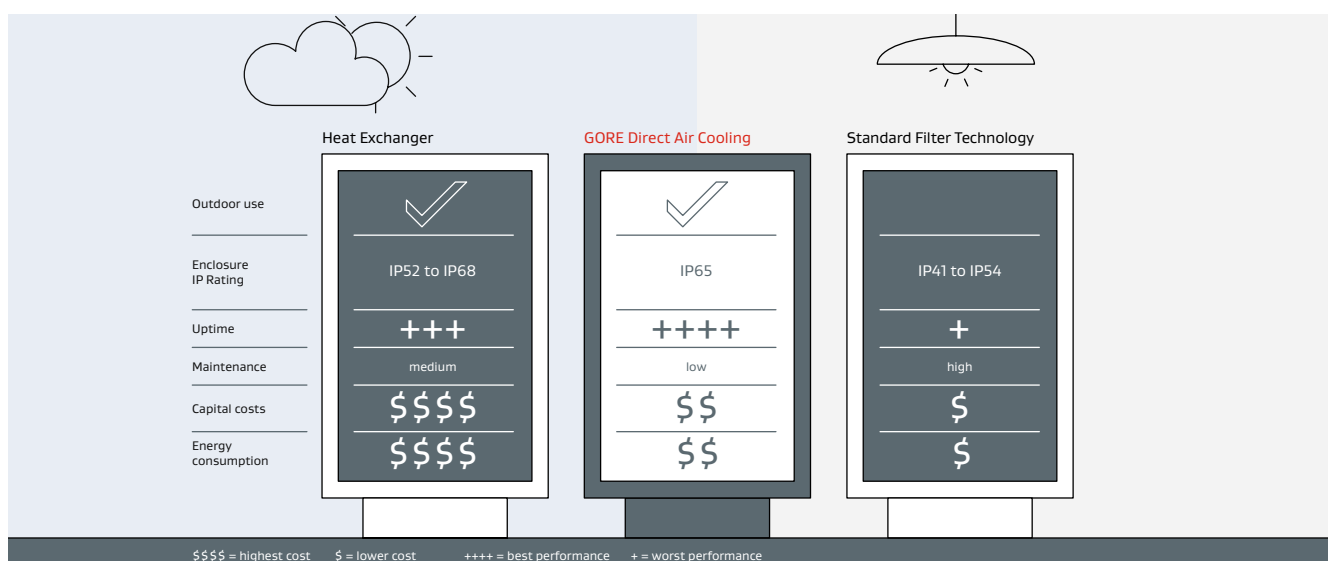 Heat Exchanger GORE Direct Air Cooling Standard Filter Technology
Outdoor use
Enclosure
IP Rating IP52 to IP68 IP65 IP41 to IP54
Uptime +++ ++++ +
Maintenance medium low high
Capital costs $$$$ $$ $
Energy
consumption $$$$ $$ $
$$$$ = highest cost $ = lower cost ++++ = best performance + = worst performance